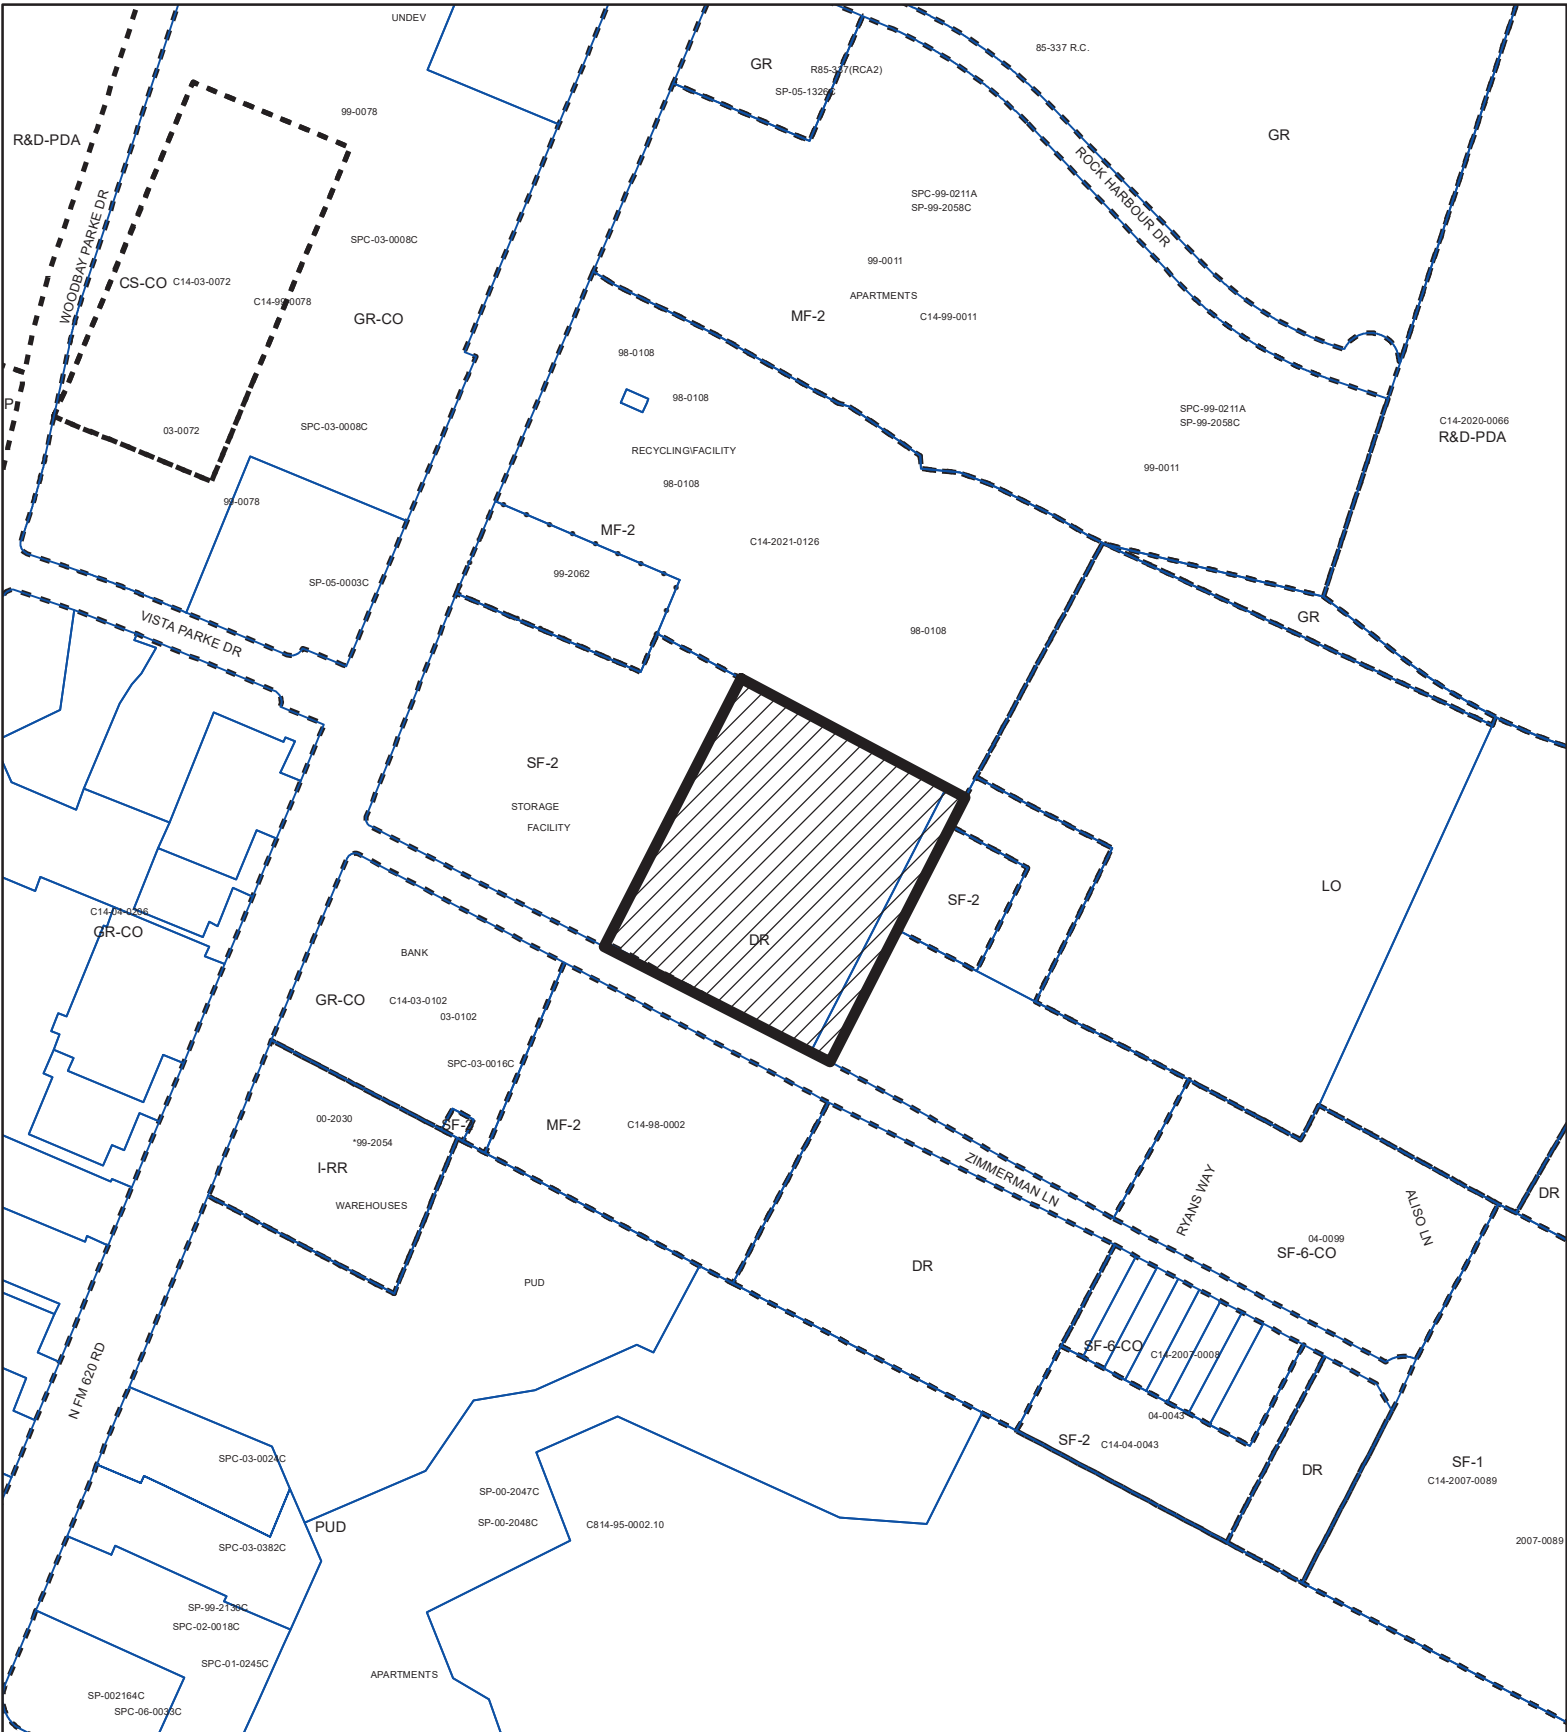 UNDEV
GR
R85-337(RCA2)
SP-05-1326C
85-337 R.C.
99-0078
R&D-PDA
GR
ROCK HARBOUR DR
SPC-99-0211A
SP-99-2058C
WOODBAY PARKE DR
SPC-03-0008C
99-0011
CS-CO
C14-03-0072
C14-99-0078
APARTMENTS
MF-2
C14-99-0011
GR-CO
98-0108
98-0108
P
SPC-99-0211A
SP-99-2058C
C14-2020-0066
R&D-PDA
03-0072
SPC-03-0008C
RECYCLING\FACILITY
99-0011
98-0108
99-0078
MF-2
C14-2021-0126
99-2062
SP-05-0003C
VISTA PARKE DR
98-0108
GR
SF-2
STORAGE
FACILITY
LO
SF-2
C14-04-0206
GR-CO
DR
BANK
GR-CO
C14-03-0102
03-0102
SPC-03-0016C
00-2030
SF-2
MF-2
C14-98-0002
*99-2054
I-RR
WAREHOUSES
ZIMMERMAN LN
RYANS WAY
ALISO LN
DR
04-0099
SF-6-CO
DR
PUD
SF-6-CO
C14-2007-0008
N FM 620 RD
04-0043
SF-2
C14-04-0043
DR
SF-1
C14-2007-0089
SPC-03-0024C
SP-00-2047C
SP-00-2048C
C814-95-0002.10
PUD
2007-0089
SPC-03-0382C
SP-99-2130C
SPC-02-0018C
SPC-01-0245C
APARTMENTS
SP-002164C
SPC-06-0033C